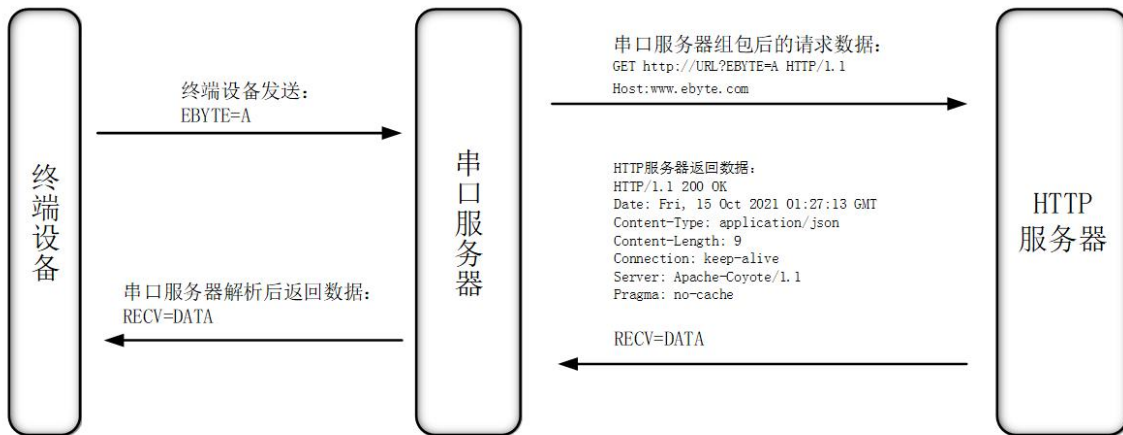 终端设备
终端设备发送：
EBYTE=A
串口服务器解析后返回数据：
RECV=DATA
串口服务器
串口服务器组包后的请求数据：
GET http://URL?EBYTE=A HTTP/1.1
Host:www.ebyte.com
HTTP服务器返回数据：
HTTP/1.1 200 OK
Date: Fri, 15 Oct 2021 01:27:13 GMT
Content-Type: application/json
Content-Length: 9
Connection: keep-alive
Server: Apache-Coyote/1.1
Pragma: no-cache
RECV=DATA
HTTP
服务器